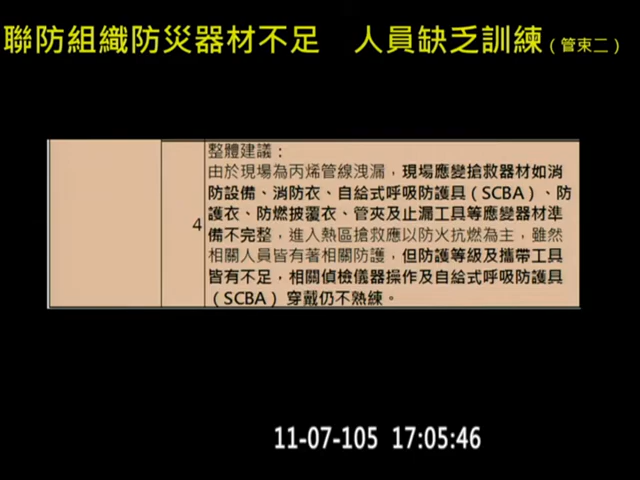 聯防組織防災器材不足　人員缺乏訓練（管束二）
整體建議：
由於現場為丙烯管線洩漏，現場應變搶救器材如消
防設備、消防衣、自給式呼吸防護具（SCBA）、防
護衣、防燃披覆衣、管夾及止漏工具等應變器材準
4 備不完整，進入熱區搶救應以防火抗燃為主，雖然
相關人員皆有著相關防護，但防護等級及攜帶工具
皆有不足，相關偵檢儀器操作及自給式呼吸防護具
（SCBA）穿戴仍不熟練。
11-07-105 17:05:46